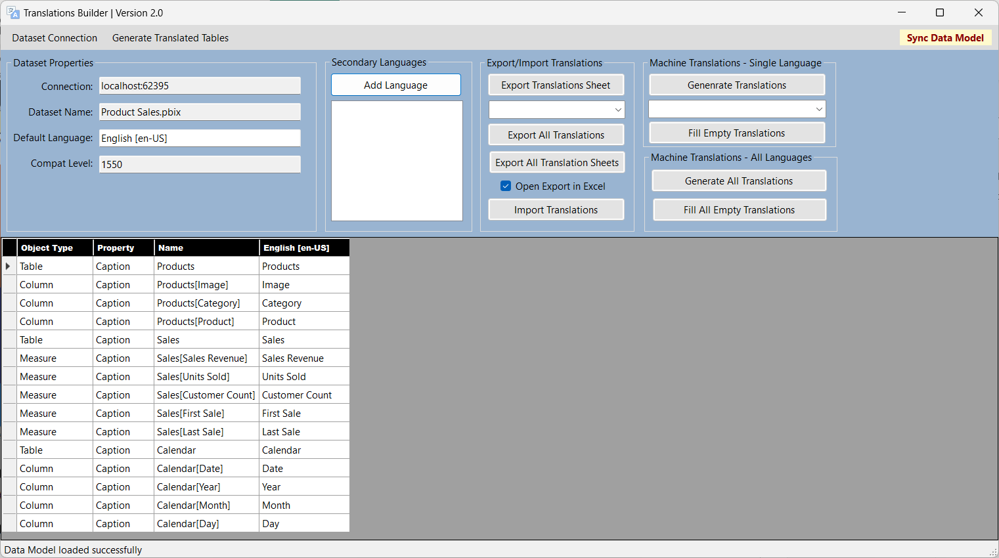 Translations Builder | Version 2.0
Dataset Connection Generate Translated Tables Sync Data Model
Dataset Properties
Connection: localhost:62395
Dataset Name: Product Sales.pbix
Default Language: English [en-US]
Compat Level: 1550
Secondary Languages
Add Language
Export/Import Translations
Export Translations Sheet
Export All Translations
Export All Translation Sheets
Open Export in Excel
Import Translations
Machine Translations - Single Language
Genenrate Translations
Fill Empty Translations
Machine Translations - All Languages
Generate All Translations
Fill All Empty Translations
Object Type Property Name English [en-US]
Table Caption Products Products
Column Caption Products[Image] Image
Column Caption Products[Category] Category
Column Caption Products[Product] Product
Table Caption Sales Sales
Measure Caption Sales[Sales Revenue] Sales Revenue
Measure Caption Sales[Units Sold] Units Sold
Measure Caption Sales[Customer Count] Customer Count
Measure Caption Sales[First Sale] First Sale
Measure Caption Sales[Last Sale] Last Sale
Table Caption Calendar Calendar
Column Caption Calendar[Date] Date
Column Caption Calendar[Year] Year
Column Caption Calendar[Month] Month
Column Caption Calendar[Day] Day
Data Model loaded successfully